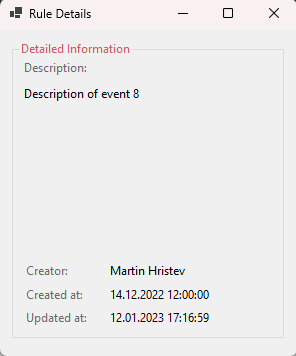 Rule Details
Detailed Information
Description:
Description of event 8
Creator: Martin Hristev
Created at: 14.12.2022 12:00:00
Updated at: 12.01.2023 17:16:59